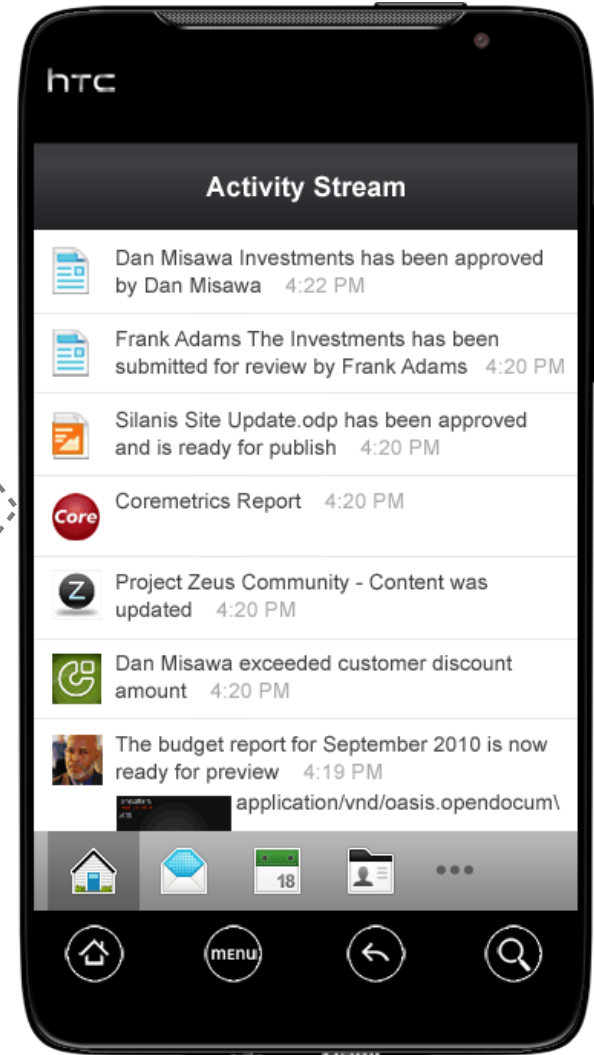 hTC
Activity Stream
Dan Misawa Investments has been approved
by Dan Misawa 4:22 PM
Frank Adams The Investments has been
submitted for review by Frank Adams 4:20 PM
Silanis Site Update.odp has been approved
and is ready for publish 4:20 PM
Core
Coremetrics Report 4:20 PM
Z
Project Zeus Community - Content was
updated 4:20 PM
Dan Misawa exceeded customer discount
amount 4:20 PM
The budget report for September 2010 is now
ready for preview 4:19 PM
application/vnd/oasis.opendocum\
18
mEnU